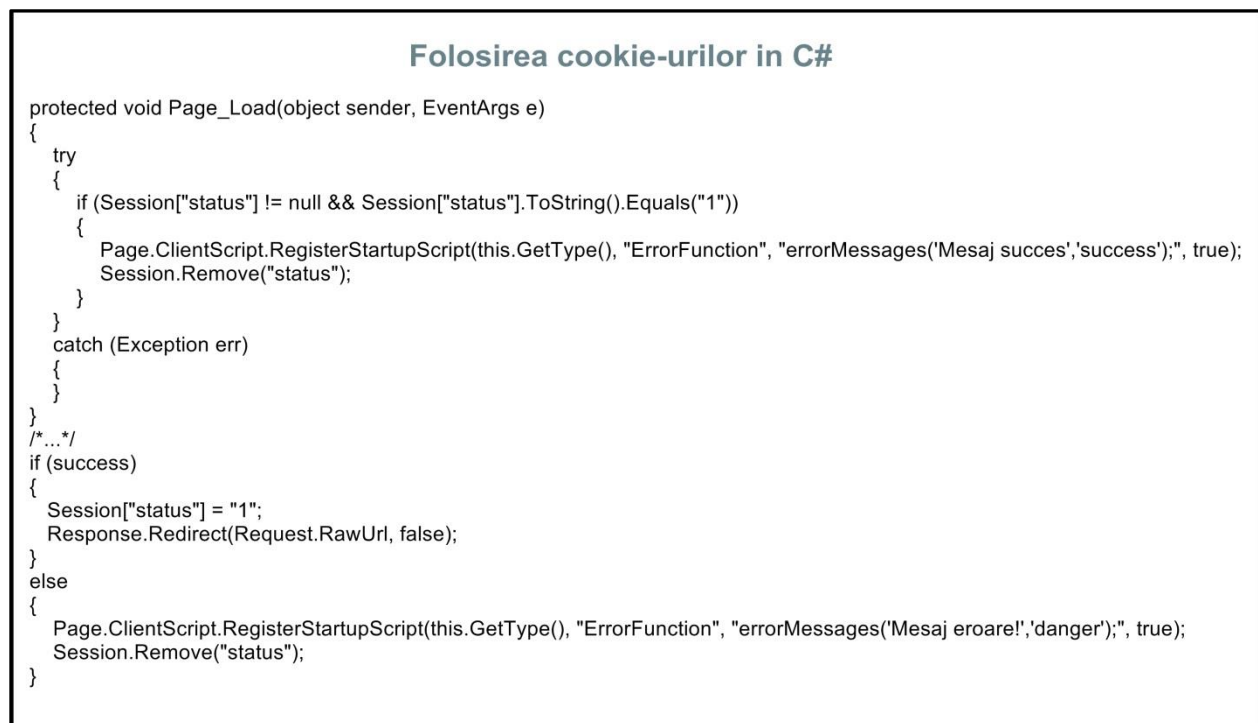 Folosirea cookie-urilor in C#
protected void Page_Load(object sender, EventArgs e)
{
try
{
if (Session["status"] != null && Session["status"].ToString().Equals("1"))
{
Page.ClientScript.RegisterStartupScript(this.GetType(), "ErrorFunction", "errorMessages('Mesaj succes','success');", true);
Session.Remove("status");
}
}
catch (Exception err)
{
}
}
/*...*/
if (success)
{
Session["status"] = "1";
Response.Redirect(Request.RawUrl, false);
}
else
{
Page.ClientScript.RegisterStartupScript(this.GetType(), "ErrorFunction", "errorMessages('Mesaj eroare!','danger');", true);
Session.Remove("status");
}